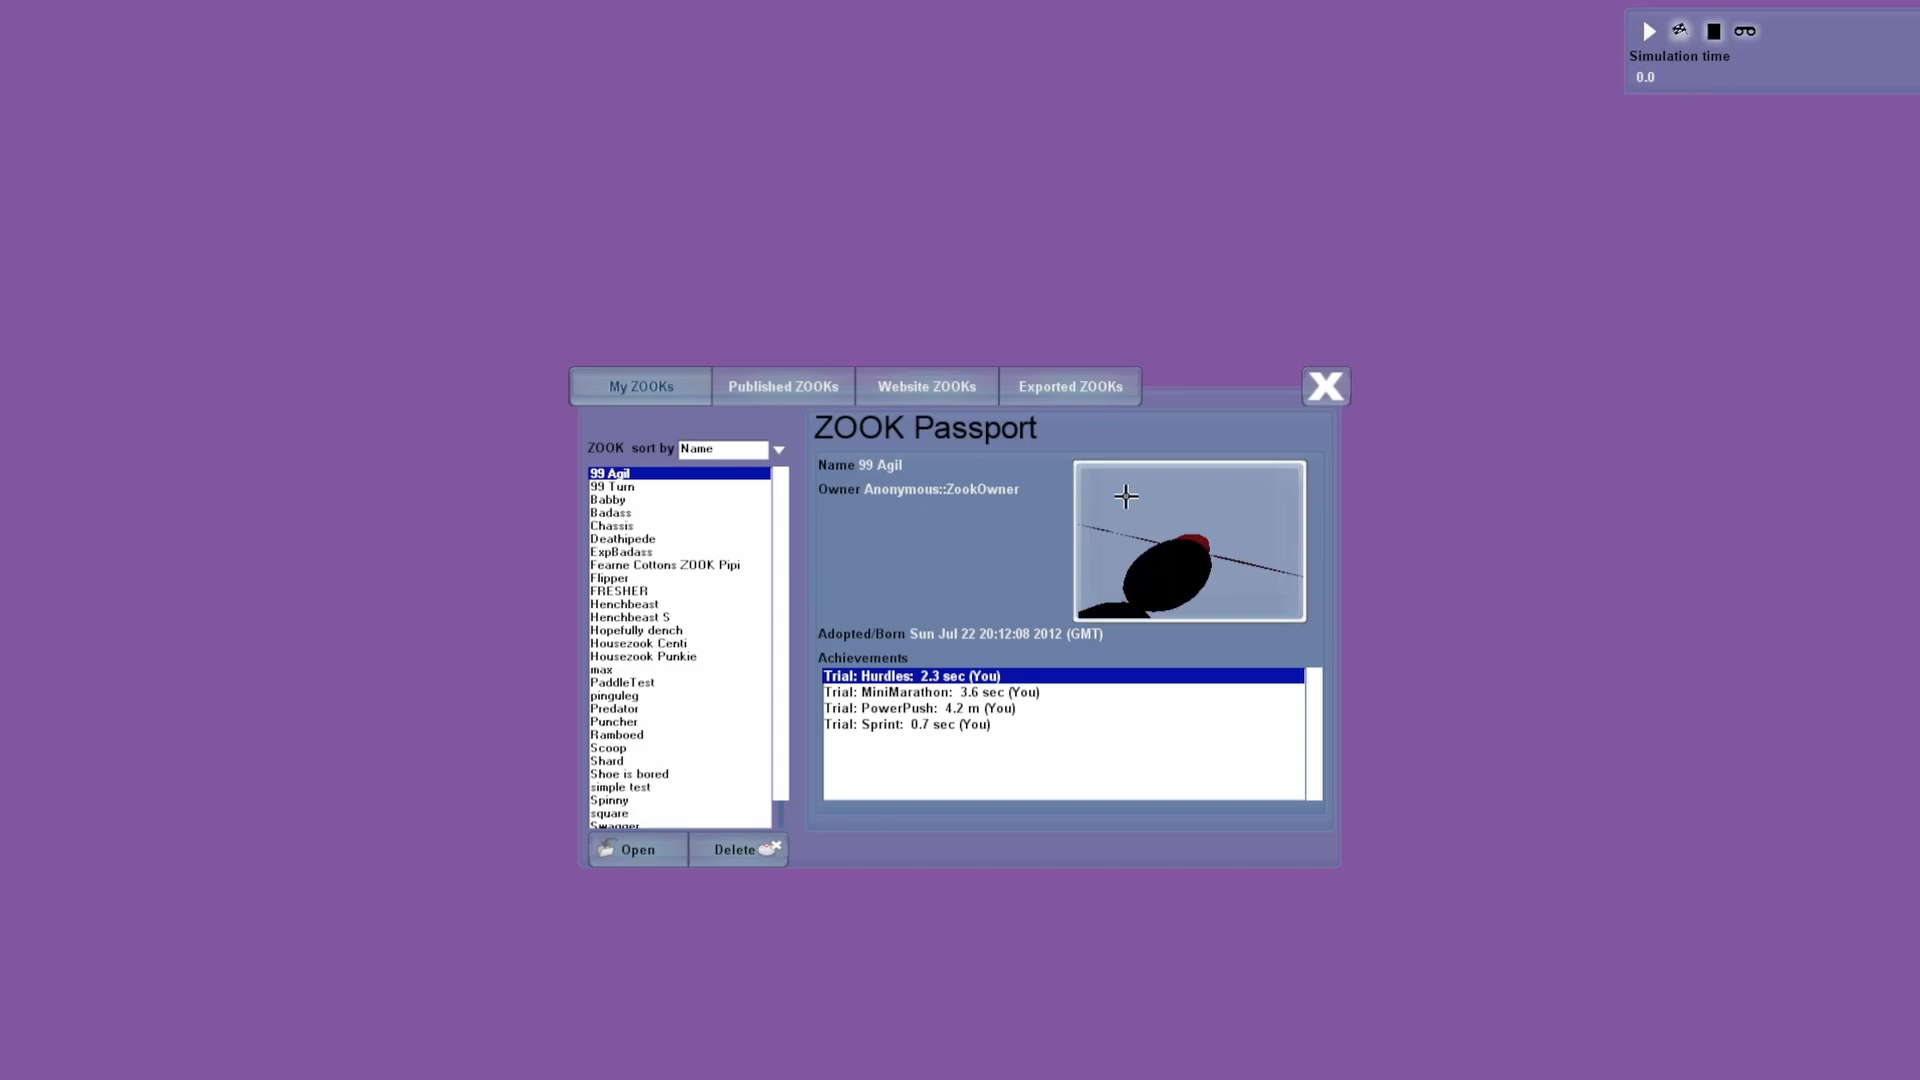 Simulation time
0.0
My ZOOKs
Published ZOOKs
Website ZOOKs
Exported ZOOKs
X
ZOOK Passport
ZOOK sort by Name
99 Agil
99 Turn
Babby
Badass
Chassis
Deathipede
ExpBadass
Fearne Cottons ZOOK Pipi
Flipper
FRESHER
Henchbeast
Henchbeast S
Hopefully dench
Housezook Centi
Housezook Punkie
max
PaddleTest
pinguleg
Predator
Puncher
Ramboed
Scoop
Shard
Shoe is bored
simple test
Spinny
square
Swagger
Open
Delete
Name 99 Agil
Owner Anonymous::ZookOwner
Adopted/Born Sun Jul 22 20:12:08 2012 (GMT)
Achievements
Trial: Hurdles: 2.3 sec (You)
Trial: MiniMarathon: 3.6 sec (You)
Trial: PowerPush: 4.2 m (You)
Trial: Sprint: 0.7 sec (You)